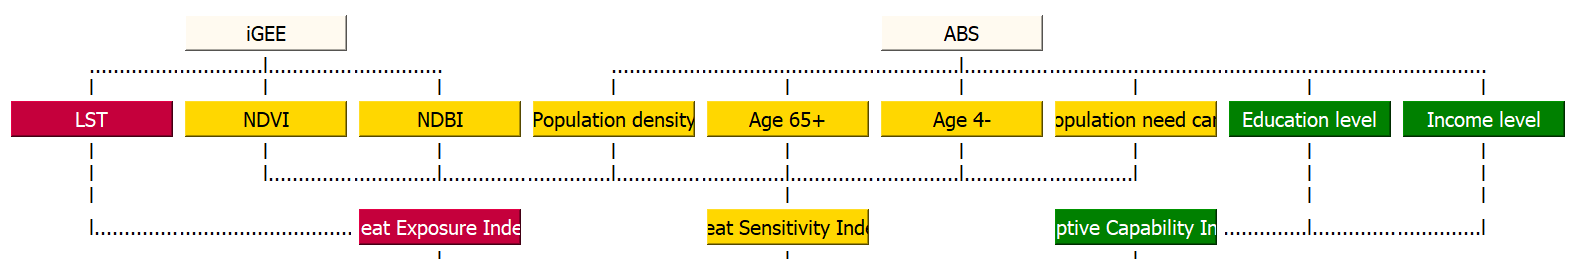 iGEE ABS
LST NDVI NDBI Population density Age 65+ Age 4- opulation need car Education level Income level
eat Exposure Inde eat Sensitivity Inde ptive Capability In